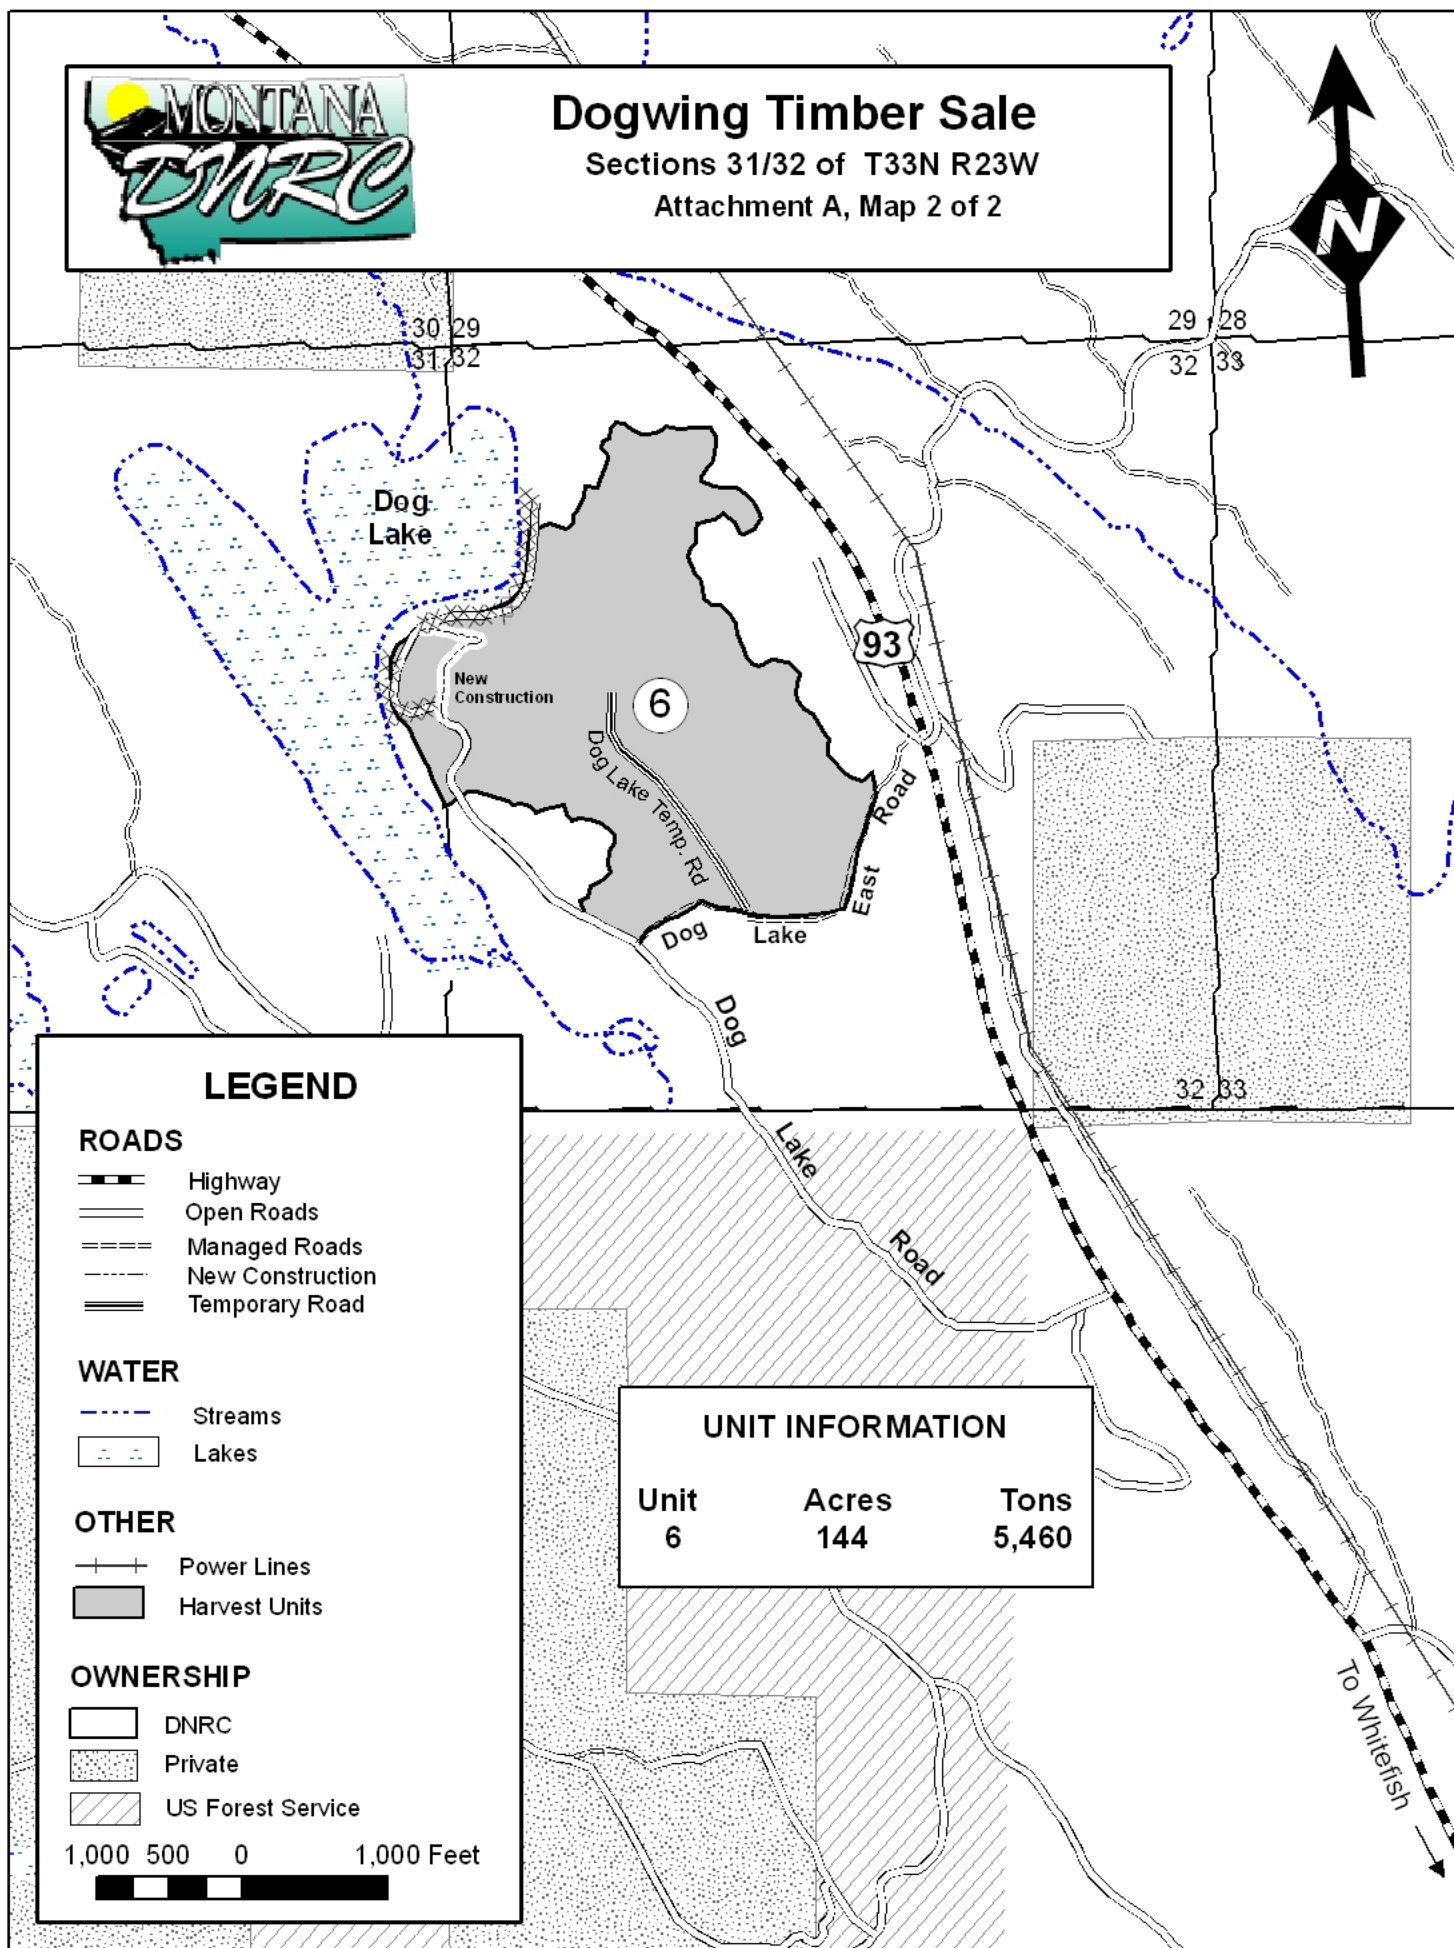 MONTANA
DNRC
Dogwing Timber Sale
Sections 31/32 of T33N R23W
Attachment A, Map 2 of 2
N
30 29
31 32
29 28
32 33
Dog
Lake
93
New
Construction
6
Dog Lake Temp. Rd
Dog Lake East Road
32 33
Dog Lake Road
LEGEND
ROADS
Highway
Open Roads
Managed Roads
New Construction
Temporary Road
WATER
Streams
Lakes
OTHER
Power Lines
Harvest Units
OWNERSHIP
DNRC
Private
US Forest Service
1,000 500 0 1,000 Feet
UNIT INFORMATION
Unit Acres Tons
6 144 5,460
To Whitefish